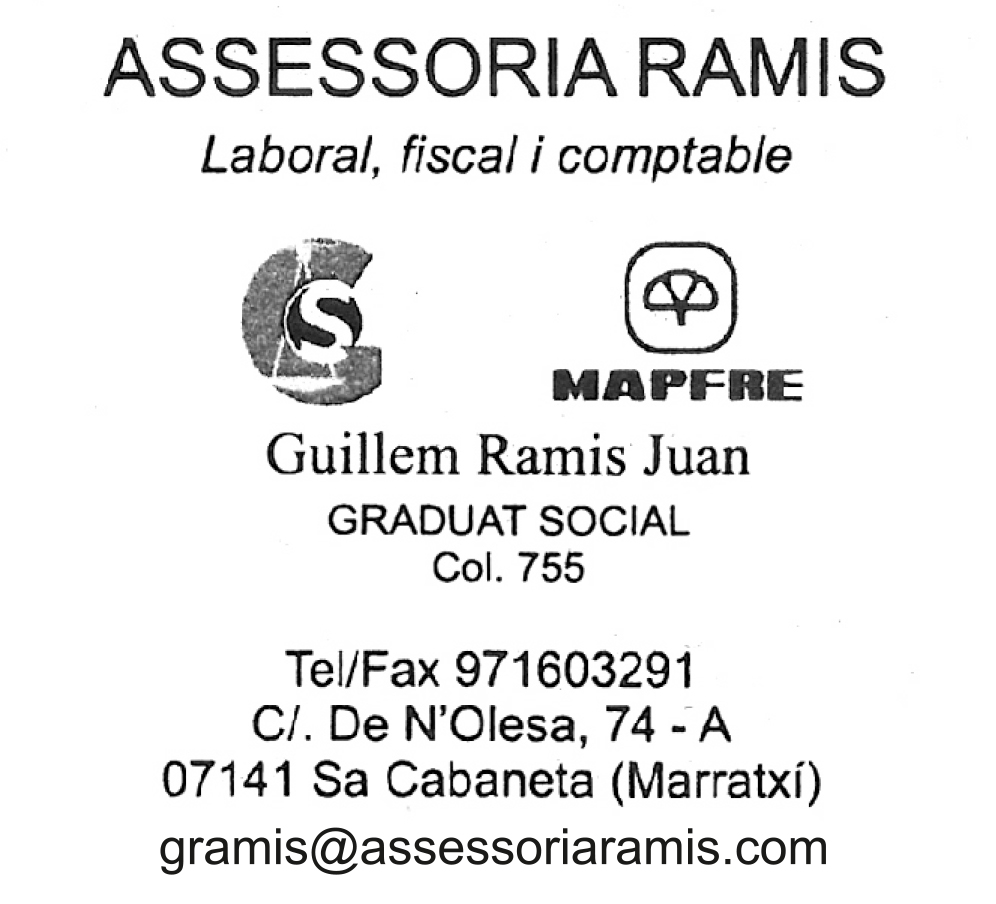 ASSESSORIA RAMIS
Laboral, fiscal i comptable
GS
MAPFRE
Guillem Ramis Juan
GRADUAT SOCIAL
Col. 755
Tel/Fax 971603291
C/. De N'Olesa, 74 - A
07141 Sa Cabaneta (Marratxí)
gramis@assessoriaramis.com